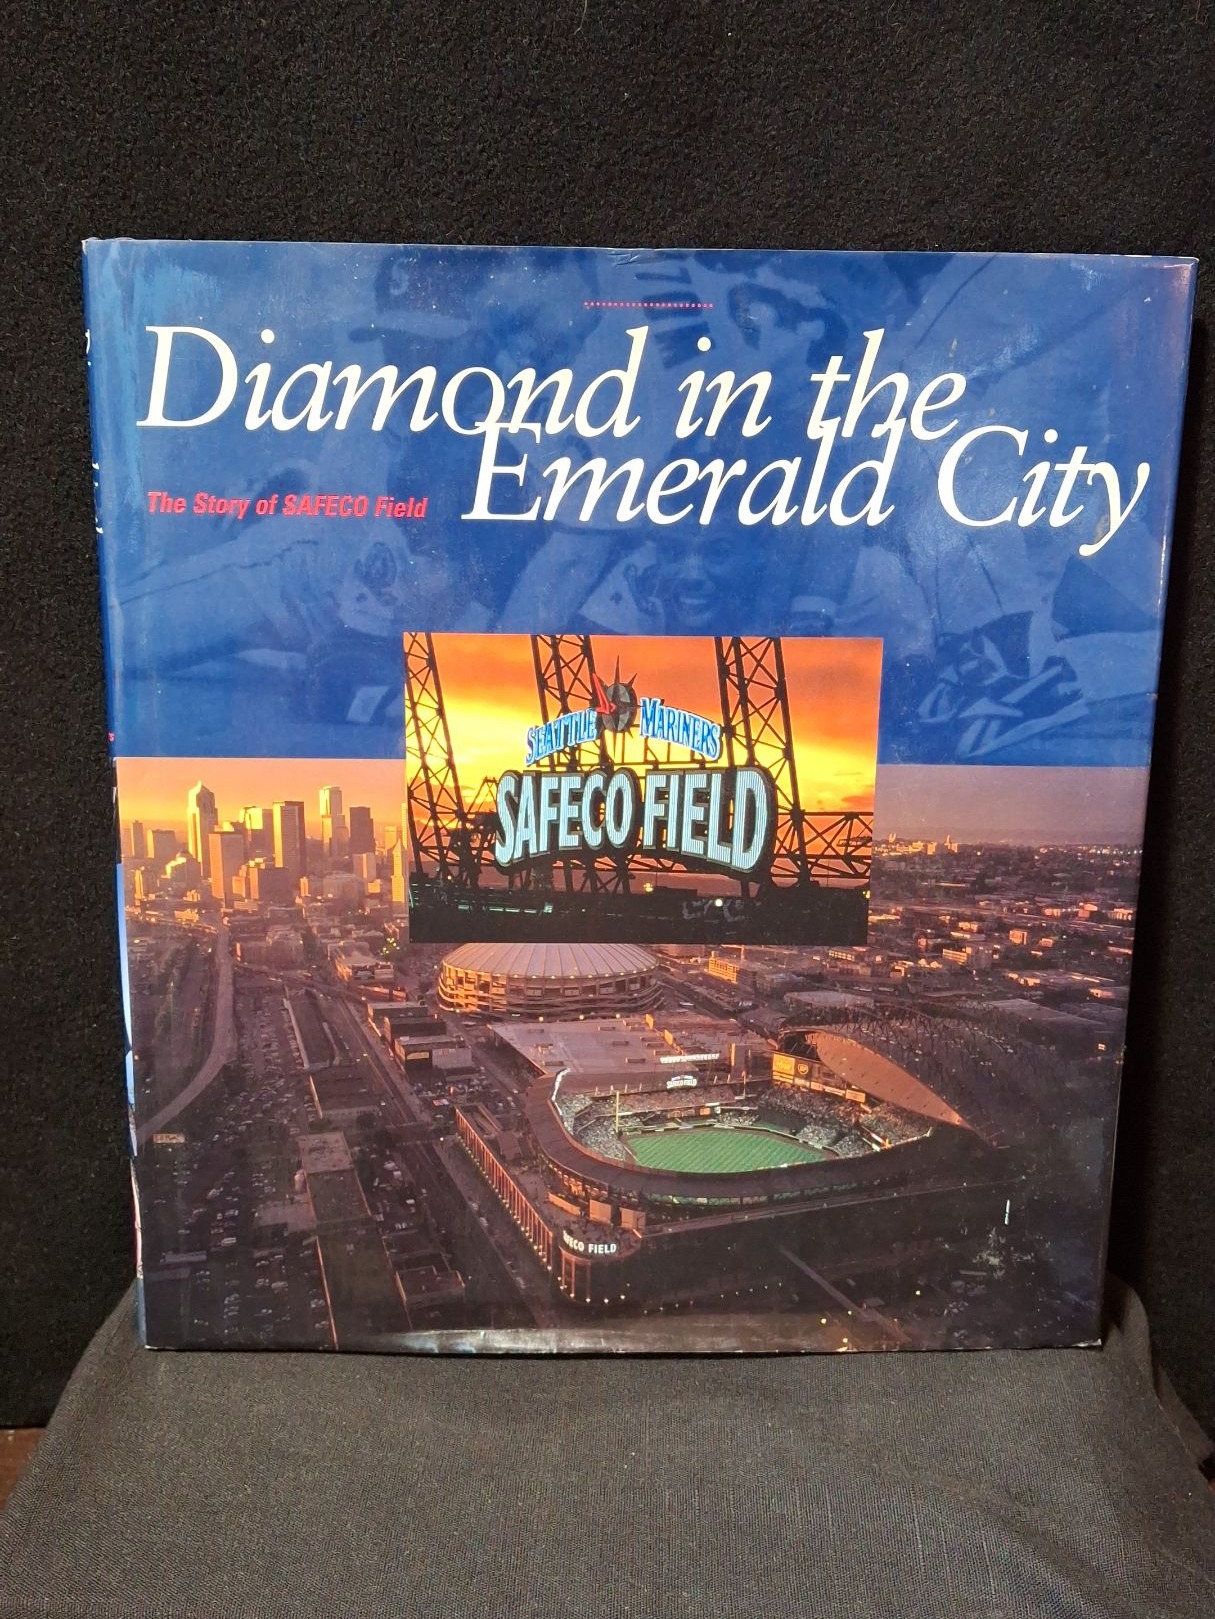 Diamond in the
Emerald City
The Story of SAFECO Field
SEATTLE MARINERS
SAFECO FIELD
SAFECO FIELD